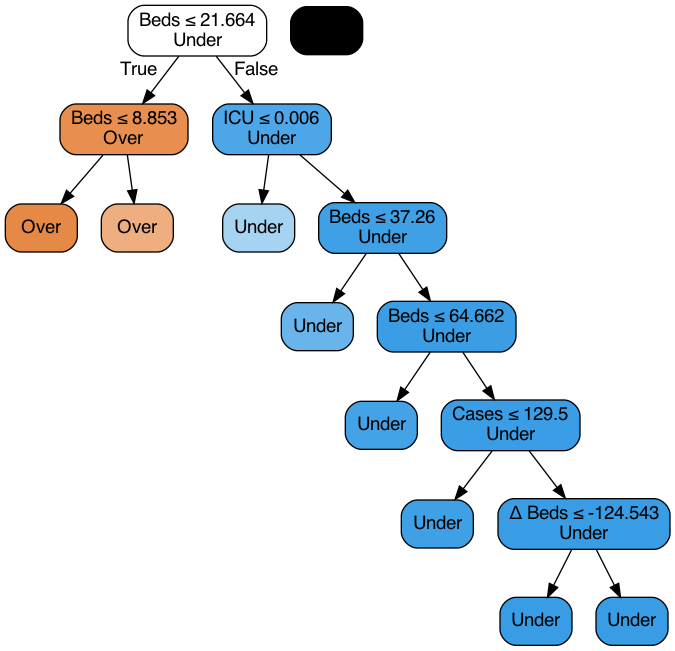 Beds ≤ 21.664
Under
True
False
Beds ≤ 8.853
Over
ICU ≤ 0.006
Under
Over
Over
Under
Beds ≤ 37.26
Under
Under
Beds ≤ 64.662
Under
Under
Cases ≤ 129.5
Under
Under
Δ Beds ≤ -124.543
Under
Under
Under